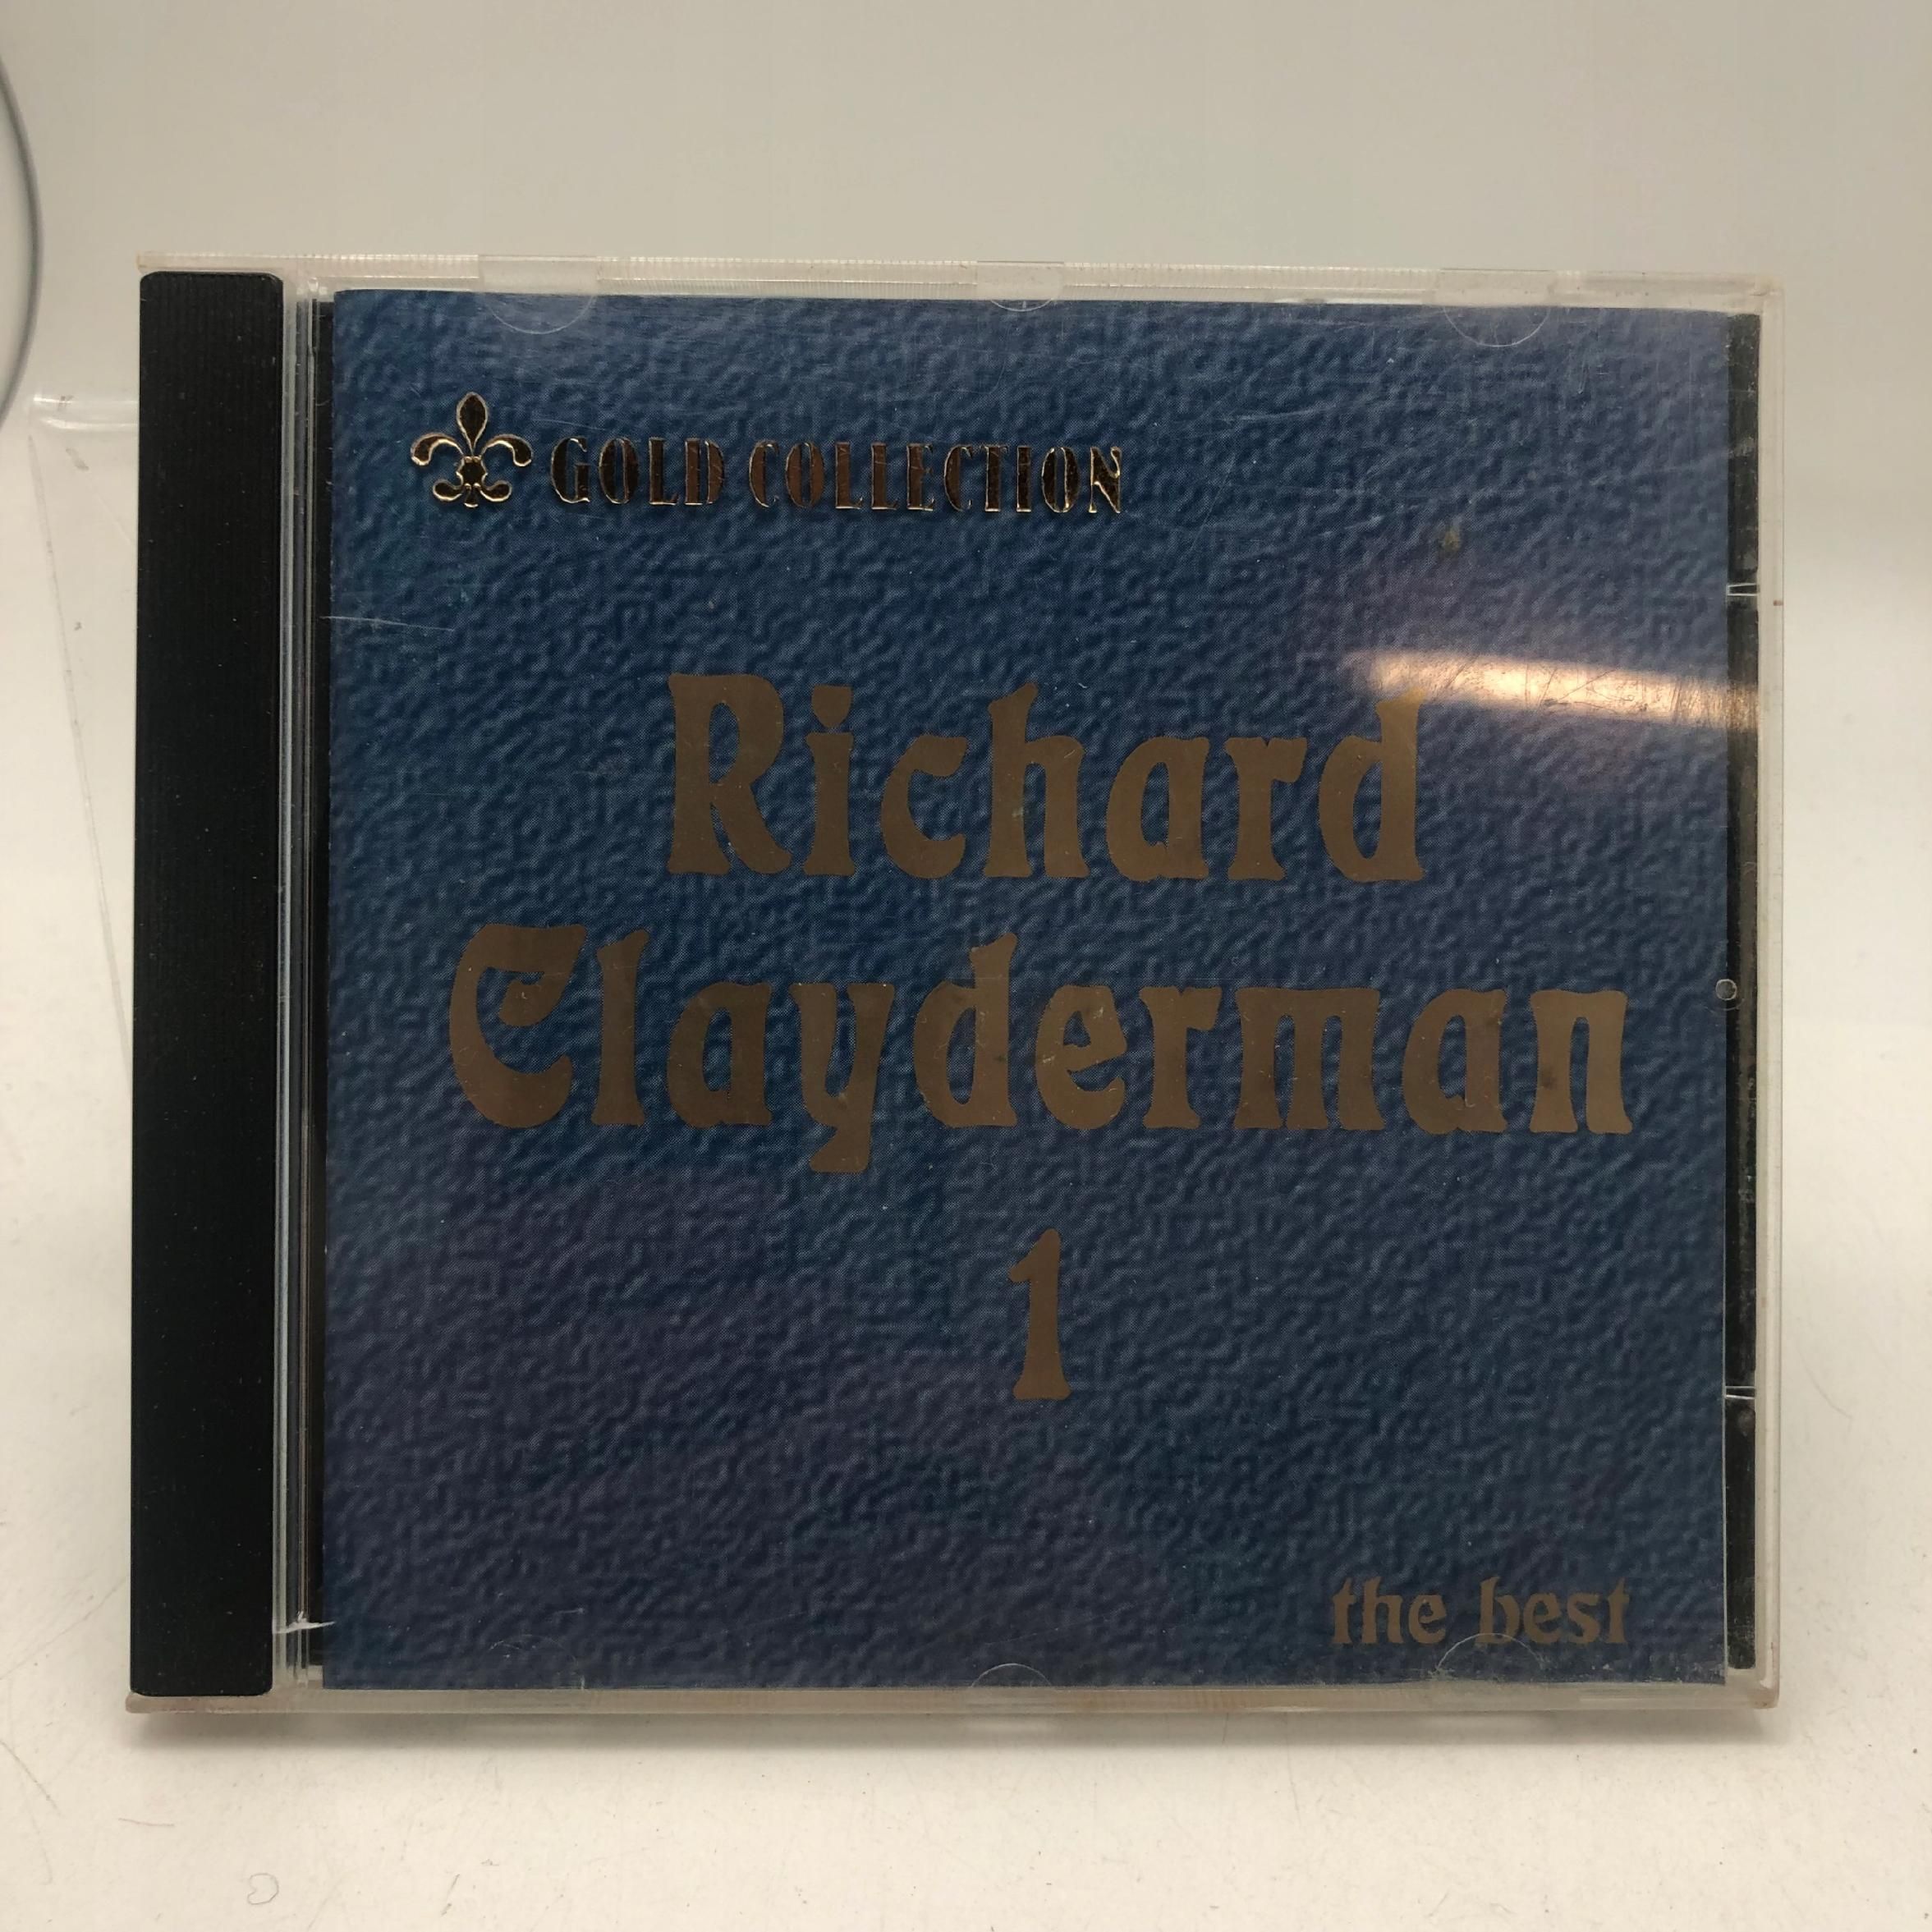 GOLD COLLECTION
Richard
Clayderman
1
the best